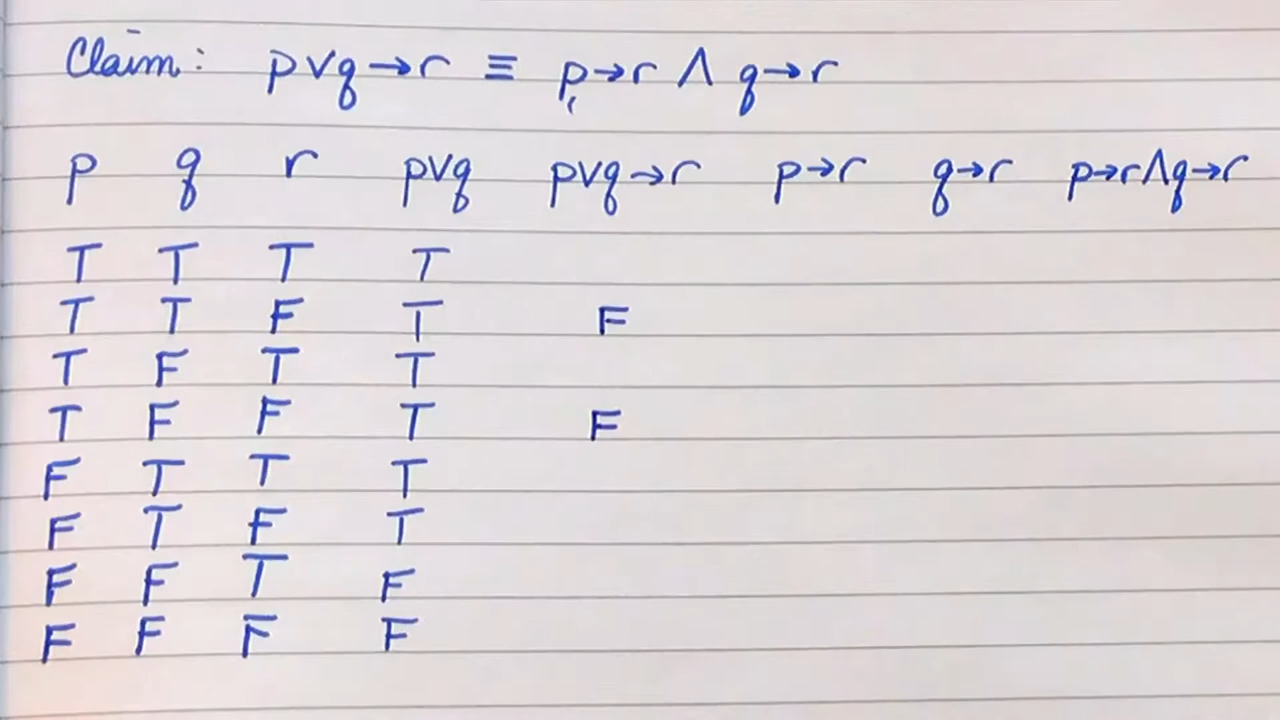 Claim: p∨q→r ≡ p→r ∧ q→r
p q r p∨q p∨q→r p→r q→r p→r∧q→r
T T T T
T T F T F
T F T T
T F F T F
F T T T
F T F T
F F T F
F F F F